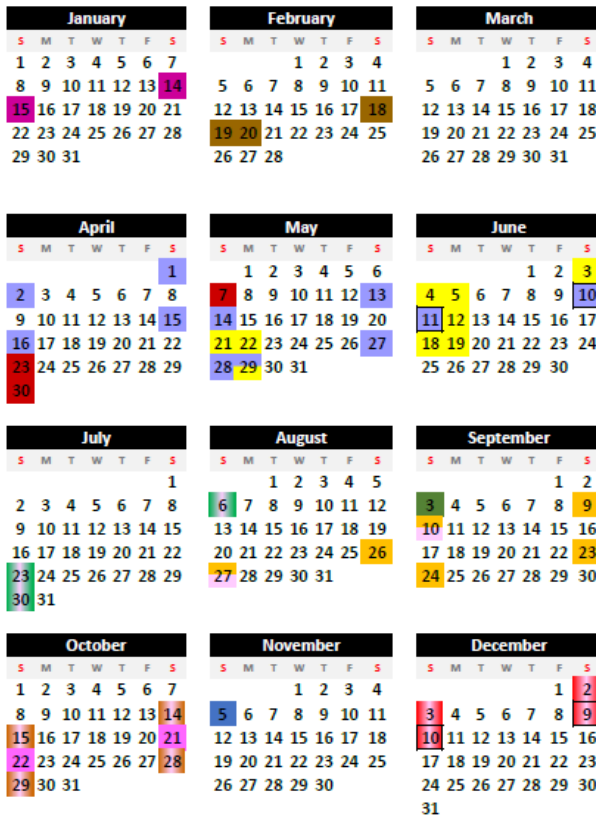 January
S M T W T F S
1 2 3 4 5 6 7
8 9 10 11 12 13 14
15 16 17 18 19 20 21
22 23 24 25 26 27 28
29 30 31
February
S M T W T F S
1 2 3 4
5 6 7 8 9 10 11
12 13 14 15 16 17 18
19 20 21 22 23 24 25
26 27 28
March
S M T W T F S
1 2 3 4
5 6 7 8 9 10 11
12 13 14 15 16 17 18
19 20 21 22 23 24 25
26 27 28 29 30 31
April
S M T W T F S
1
2 3 4 5 6 7 8
9 10 11 12 13 14 15
16 17 18 19 20 21 22
23 24 25 26 27 28 29
30
May
S M T W T F S
1 2 3 4 5 6
7 8 9 10 11 12 13
14 15 16 17 18 19 20
21 22 23 24 25 26 27
28 29 30 31
June
S M T W T F S
1 2 3
4 5 6 7 8 9 10
11 12 13 14 15 16 17
18 19 20 21 22 23 24
25 26 27 28 29 30
July
S M T W T F S
1
2 3 4 5 6 7 8
9 10 11 12 13 14 15
16 17 18 19 20 21 22
23 24 25 26 27 28 29
30 31
August
S M T W T F S
1 2 3 4 5
6 7 8 9 10 11 12
13 14 15 16 17 18 19
20 21 22 23 24 25 26
27 28 29 30 31
September
S M T W T F S
1 2
3 4 5 6 7 8 9
10 11 12 13 14 15 16
17 18 19 20 21 22 23
24 25 26 27 28 29 30
October
S M T W T F S
1 2 3 4 5 6 7
8 9 10 11 12 13 14
15 16 17 18 19 20 21
22 23 24 25 26 27 28
29 30 31
November
S M T W T F S
1 2 3 4
5 6 7 8 9 10 11
12 13 14 15 16 17 18
19 20 21 22 23 24 25
26 27 28 29 30
December
S M T W T F S
1 2
3 4 5 6 7 8 9
10 11 12 13 14 15 16
17 18 19 20 21 22 23
24 25 26 27 28 29 30
31